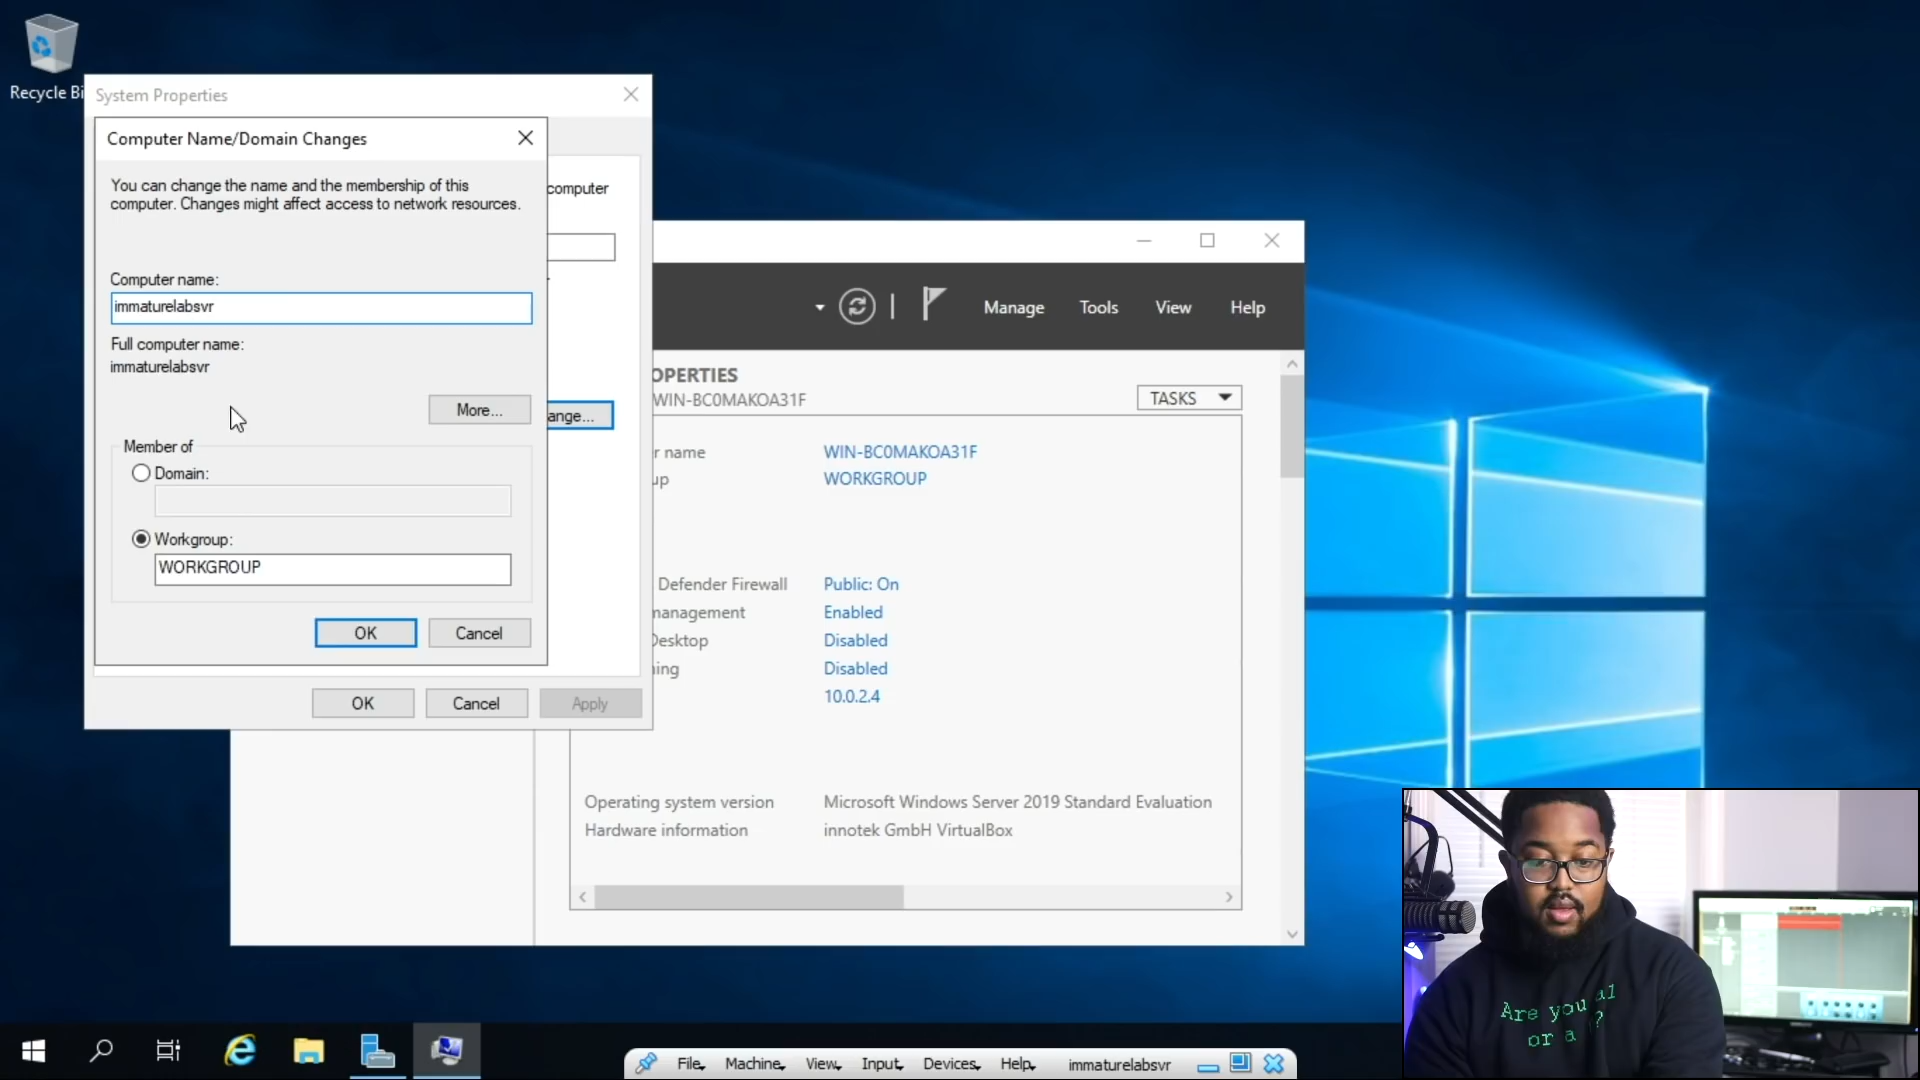 Recycle Bi
System Properties
Computer Name/Domain Changes
You can change the name and the membership of this
computer. Changes might affect access to network resources.
computer
Computer name:
immaturelabsvr
Full computer name:
immaturelabsvr
More...
ange...
Member of
Domain:
Workgroup:
WORKGROUP
OK
Cancel
OK
Cancel
Apply
Manage
Tools
View
Help
OPERTIES
WIN-BC0MAKOA31F
TASKS
r name
WIN-BC0MAKOA31F
up
WORKGROUP
Defender Firewall
Public: On
management
Enabled
Desktop
Disabled
ing
Disabled
10.0.2.4
Operating system version
Microsoft Windows Server 2019 Standard Evaluation
Hardware information
innotek GmbH VirtualBox
Are you al
or a ?
File
Machine
View
Input
Devices
Help
immaturelabsvr